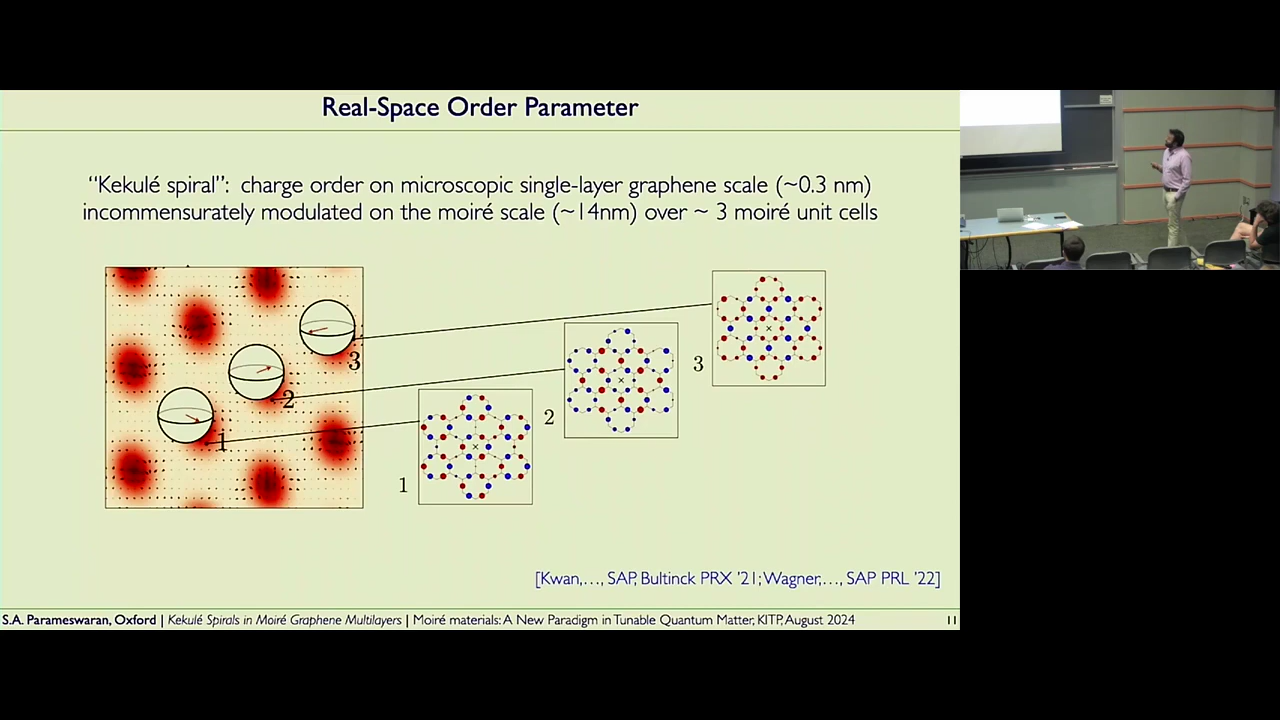 Real-Space Order Parameter
“Kekulé spiral”: charge order on microscopic single-layer graphene scale (~0.3 nm)
incommensurately modulated on the moiré scale (~14nm) over ~ 3 moiré unit cells
3
2
1
3
2
1
[Kwan,…, SAP, Bultinck PRX ’21; Wagner,…, SAP PRL ’22]
S.A. Parameswaran, Oxford | Kekulé Spirals in Moiré Graphene Multilayers | Moiré materials: A New Paradigm in Tunable Quantum Matter, KITP, August 2024
11